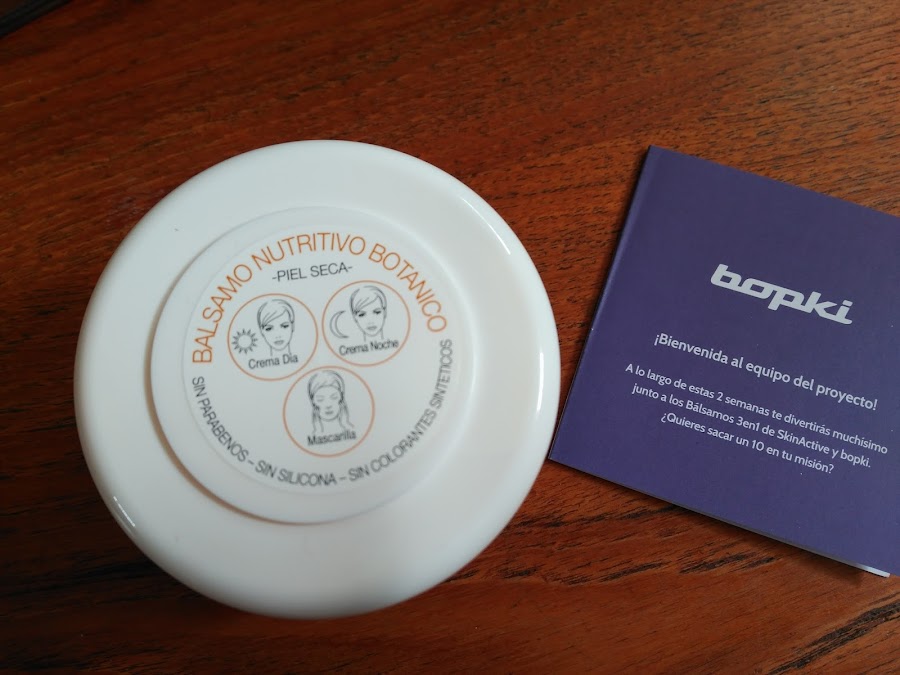 BALSAMO NUTRITIVO BOTANICO
-PIEL SECA-
Crema Día
Crema Noche
Mascarilla
SIN PARABENOS – SIN SILICONA – SIN COLORANTES SINTETICOS
bopki
¡Bienvenida al equipo del proyecto!
A lo largo de estas 2 semanas te divertirás muchísimo
junto a los Bálsamos 3en1 de SkinActive y bopki.
¿Quieres sacar un 10 en tu misión?